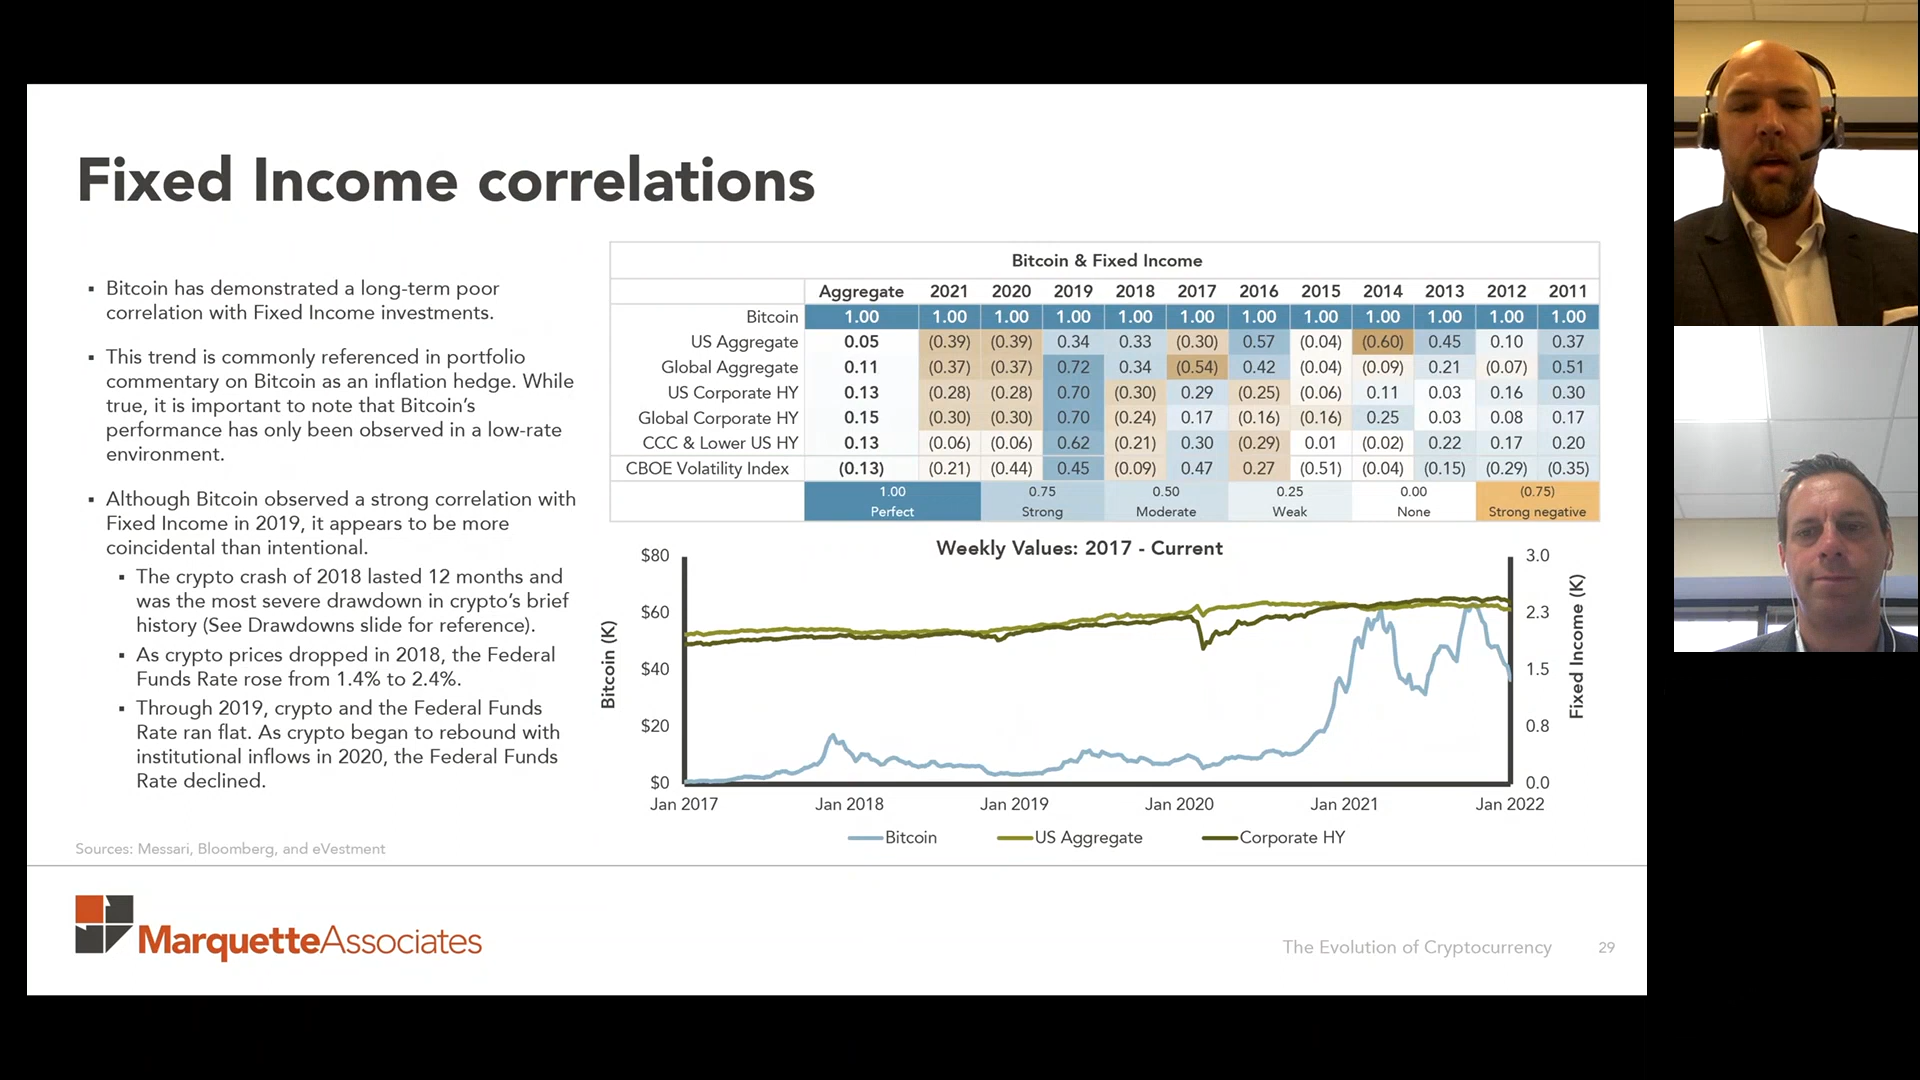 Fixed Income correlations
▪ Bitcoin has demonstrated a long-term poor
correlation with Fixed Income investments.
▪ This trend is commonly referenced in portfolio
commentary on Bitcoin as an inflation hedge. While
true, it is important to note that Bitcoin's
performance has only been observed in a low-rate
environment.
▪ Although Bitcoin observed a strong correlation with
Fixed Income in 2019, it appears to be more
coincidental than intentional.
▪ The crypto crash of 2018 lasted 12 months and
was the most severe drawdown in crypto's brief
history (See Drawdowns slide for reference).
▪ As crypto prices dropped in 2018, the Federal
Funds Rate rose from 1.4% to 2.4%.
▪ Through 2019, crypto and the Federal Funds
Rate ran flat. As crypto began to rebound with
institutional inflows in 2020, the Federal Funds
Rate declined.
Sources: Messari, Bloomberg, and eVestment
Bitcoin & Fixed Income
Aggregate 2021 2020 2019 2018 2017 2016 2015 2014 2013 2012 2011
Bitcoin 1.00 1.00 1.00 1.00 1.00 1.00 1.00 1.00 1.00 1.00 1.00 1.00
US Aggregate 0.05 (0.39) (0.39) 0.34 0.33 (0.30) 0.57 (0.04) (0.60) 0.45 0.10 0.37
Global Aggregate 0.11 (0.37) (0.37) 0.72 0.34 (0.54) 0.42 (0.04) (0.09) 0.21 (0.07) 0.51
US Corporate HY 0.13 (0.28) (0.28) 0.70 (0.30) 0.29 (0.25) (0.06) 0.11 0.03 0.16 0.30
Global Corporate HY 0.15 (0.30) (0.30) 0.70 (0.24) 0.17 (0.16) (0.16) 0.25 0.03 0.08 0.17
CCC & Lower US HY 0.13 (0.06) (0.06) 0.62 (0.21) 0.30 (0.29) 0.01 (0.02) 0.22 0.17 0.20
CBOE Volatility Index (0.13) (0.21) (0.44) 0.45 (0.09) 0.47 0.27 (0.51) (0.04) (0.15) (0.29) (0.35)
1.00 0.75 0.50 0.25 0.00 (0.75)
Perfect Strong Moderate Weak None Strong negative
Weekly Values: 2017 - Current
Bitcoin (K)
$80
$60
$40
$20
$0
3.0
2.3
1.5
0.8
0.0
Fixed Income (K)
Jan 2017 Jan 2018 Jan 2019 Jan 2020 Jan 2021 Jan 2022
Bitcoin US Aggregate Corporate HY
MarquetteAssociates
The Evolution of Cryptocurrency 29